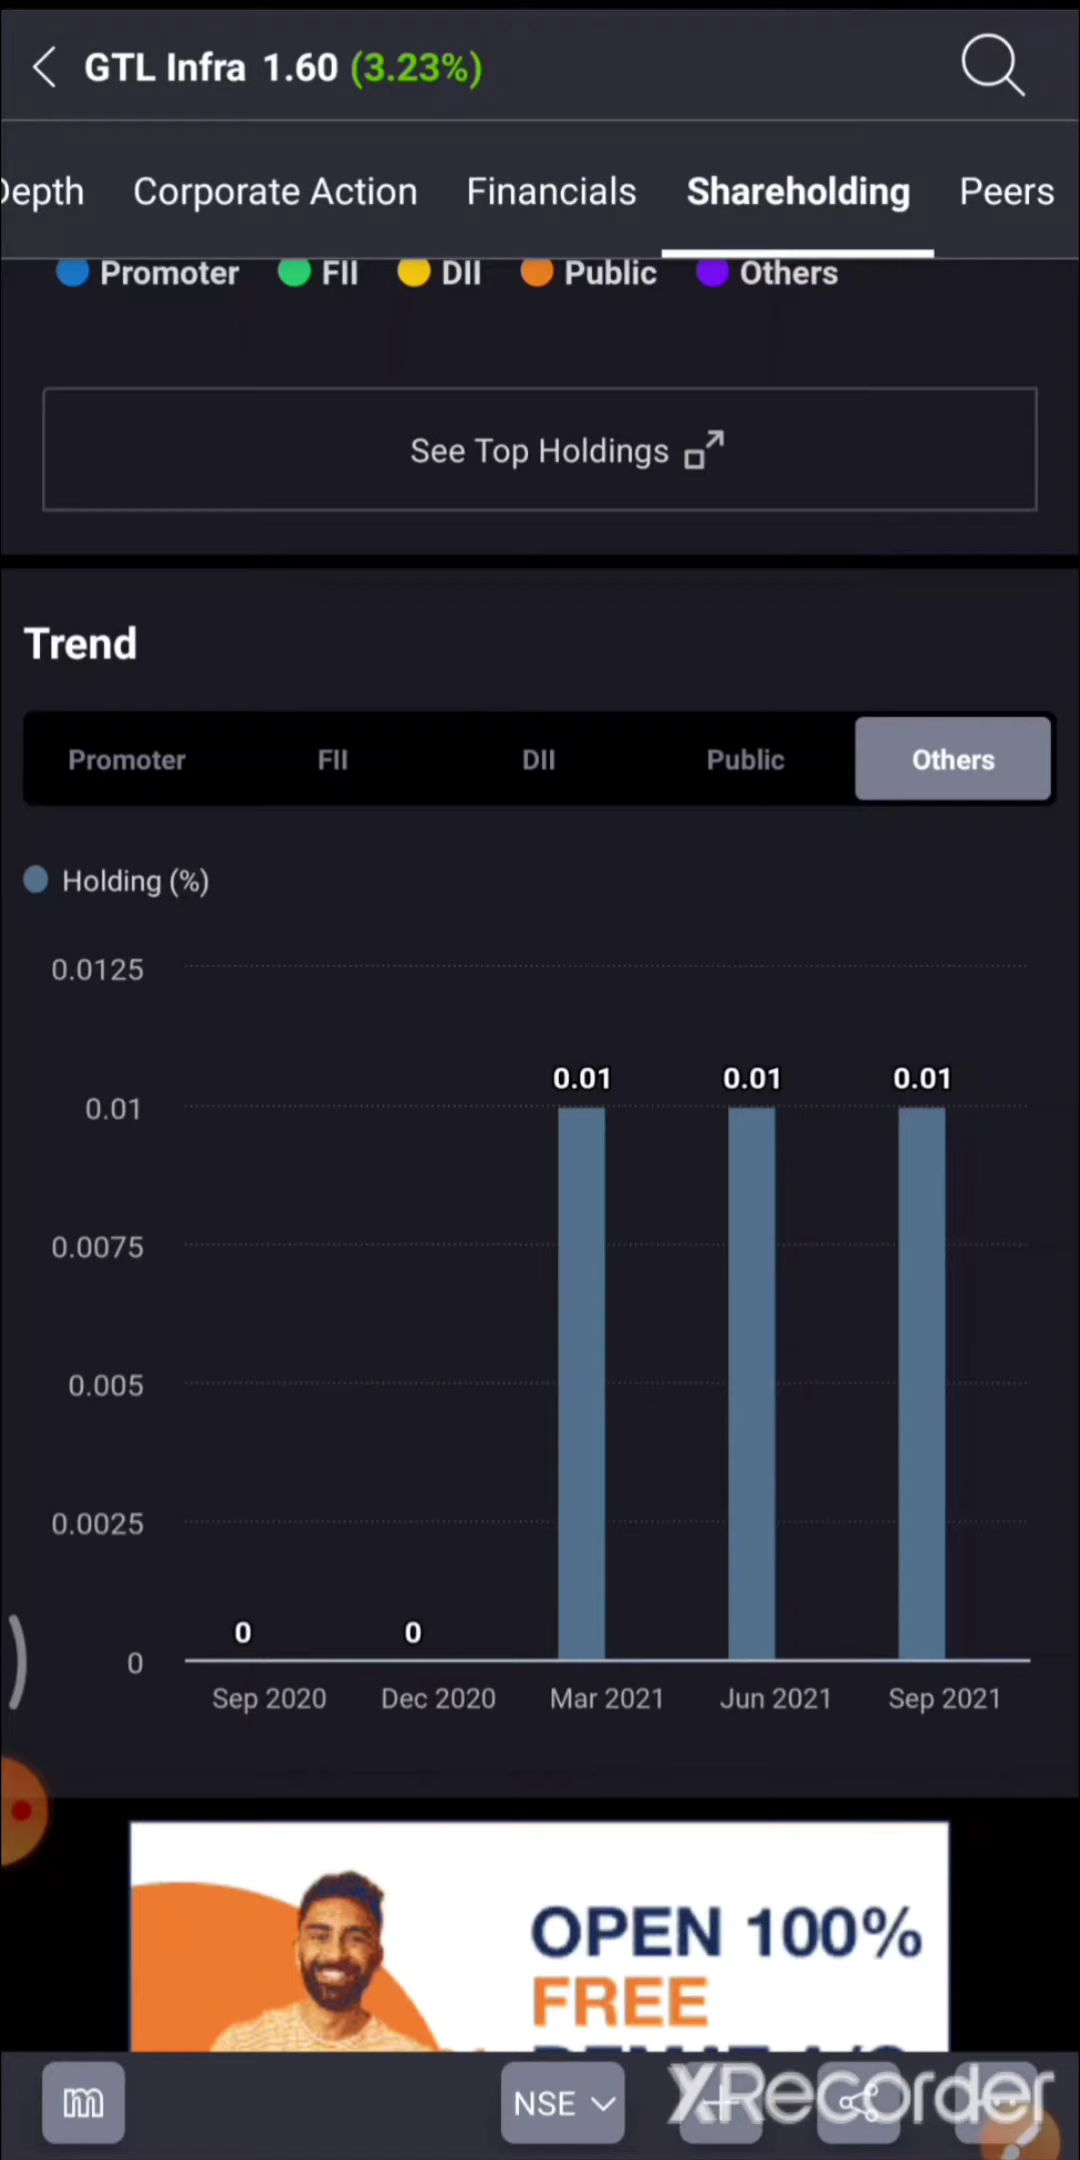 GTL Infra 1.60 (3.23%)
Depth Corporate Action Financials Shareholding Peers
Promoter FII DII Public Others
See Top Holdings
Trend
Promoter FII DII Public Others
Holding (%)
0.0125
0.01 0.01 0.01
0.01
0.0075
0.005
0.0025
0 0
0
Sep 2020 Dec 2020 Mar 2021 Jun 2021 Sep 2021
OPEN 100%
FREE
m NSE XRecorder